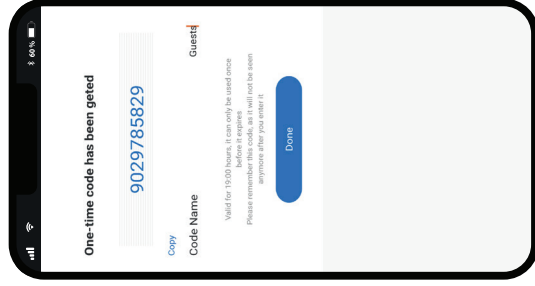 60 %
One-time code has been geted
9029785829
Copy
Code Name Guests
Valid for 19:00 hours, it can only be used once
before it expires
Please remember this code, as it will not be seen
anymore after you enter it
Done